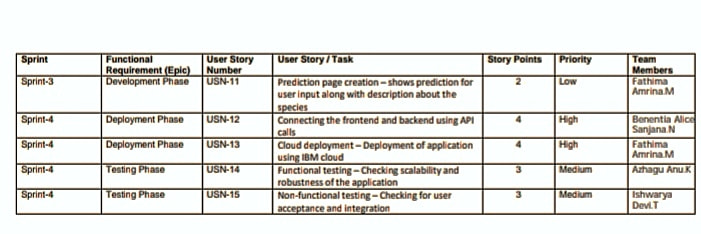 Sprint Functional Requirement (Epic) User Story Number User Story / Task Story Points Priority Team Members
Sprint-3 Development Phase USN-11 Prediction page creation – shows prediction for user input along with description about the species 2 Low Fathima Amrina.M
Sprint-4 Deployment Phase USN-12 Connecting the frontend and backend using API calls 4 High Benentia Alice Sanjana.N
Sprint-4 Deployment Phase USN-13 Cloud deployment – Deployment of application using IBM cloud 4 High Fathima Amrina.M
Sprint-4 Testing Phase USN-14 Functional testing – Checking scalability and robustness of the application 3 Medium Azhagu Anu.K
Sprint-4 Testing Phase USN-15 Non-functional testing – Checking for user acceptance and integration 3 Medium Ishwarya Devi.T